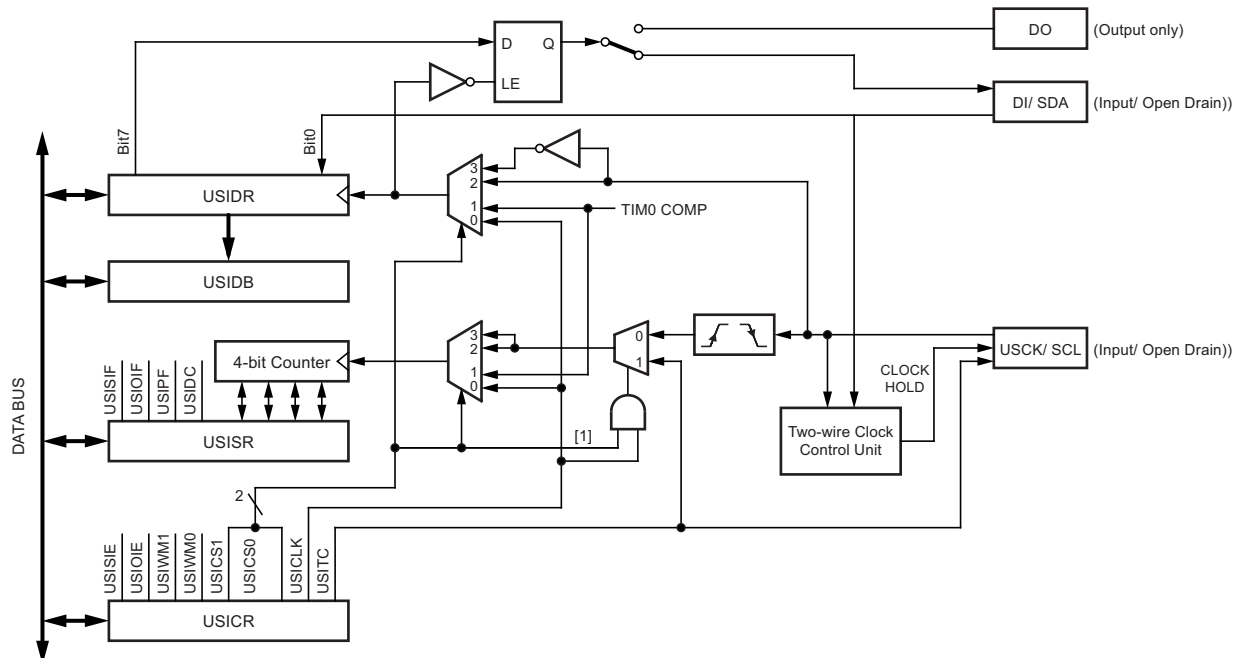 DO
(Output only)
D
Q
LE
DI/ SDA
(Input/ Open Drain))
Bit7
Bit0
3
2
1
0
USIDR
TIM0 COMP
USIDB
3
2
1
0
0
1
4-bit Counter
USCK/ SCL
(Input/ Open Drain))
CLOCK
HOLD
USISIF
USIOIF
USIPF
USIDC
DATA BUS
[1]
USISR
Two-wire Clock
Control Unit
2
USISIE
USIOIE
USIWM1
USIWM0
USICS1
USICS0
USICLK
USITC
USICR